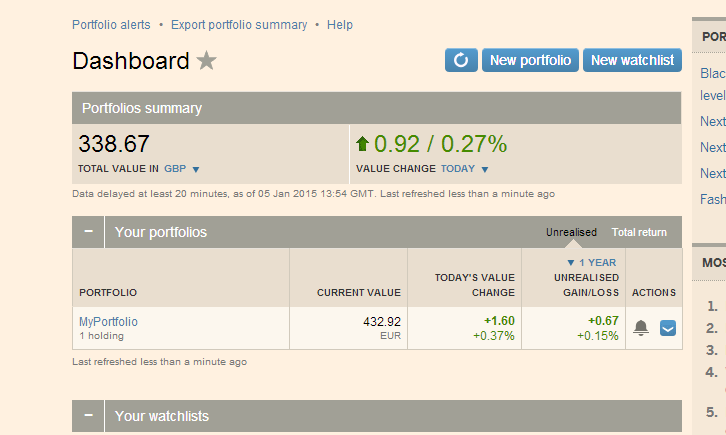 Portfolio alerts • Export portfolio summary • Help
Dashboard
New portfolio
New watchlist
Portfolios summary
338.67
TOTAL VALUE IN GBP
0.92 / 0.27%
VALUE CHANGE TODAY
Data delayed at least 20 minutes, as of 05 Jan 2015 13:54 GMT. Last refreshed less than a minute ago
Your portfolios
Unrealised Total return
PORTFOLIO
CURRENT VALUE
TODAY'S VALUE
CHANGE
1 YEAR
UNREALISED
GAIN/LOSS
ACTIONS
MyPortfolio
1 holding
432.92
EUR
+1.60
+0.37%
+0.67
+0.15%
Last refreshed less than a minute ago
Your watchlists
POR
Blac
level
Next
Next
Next
Fash
MOS
1.
2.
3.
4.
5.